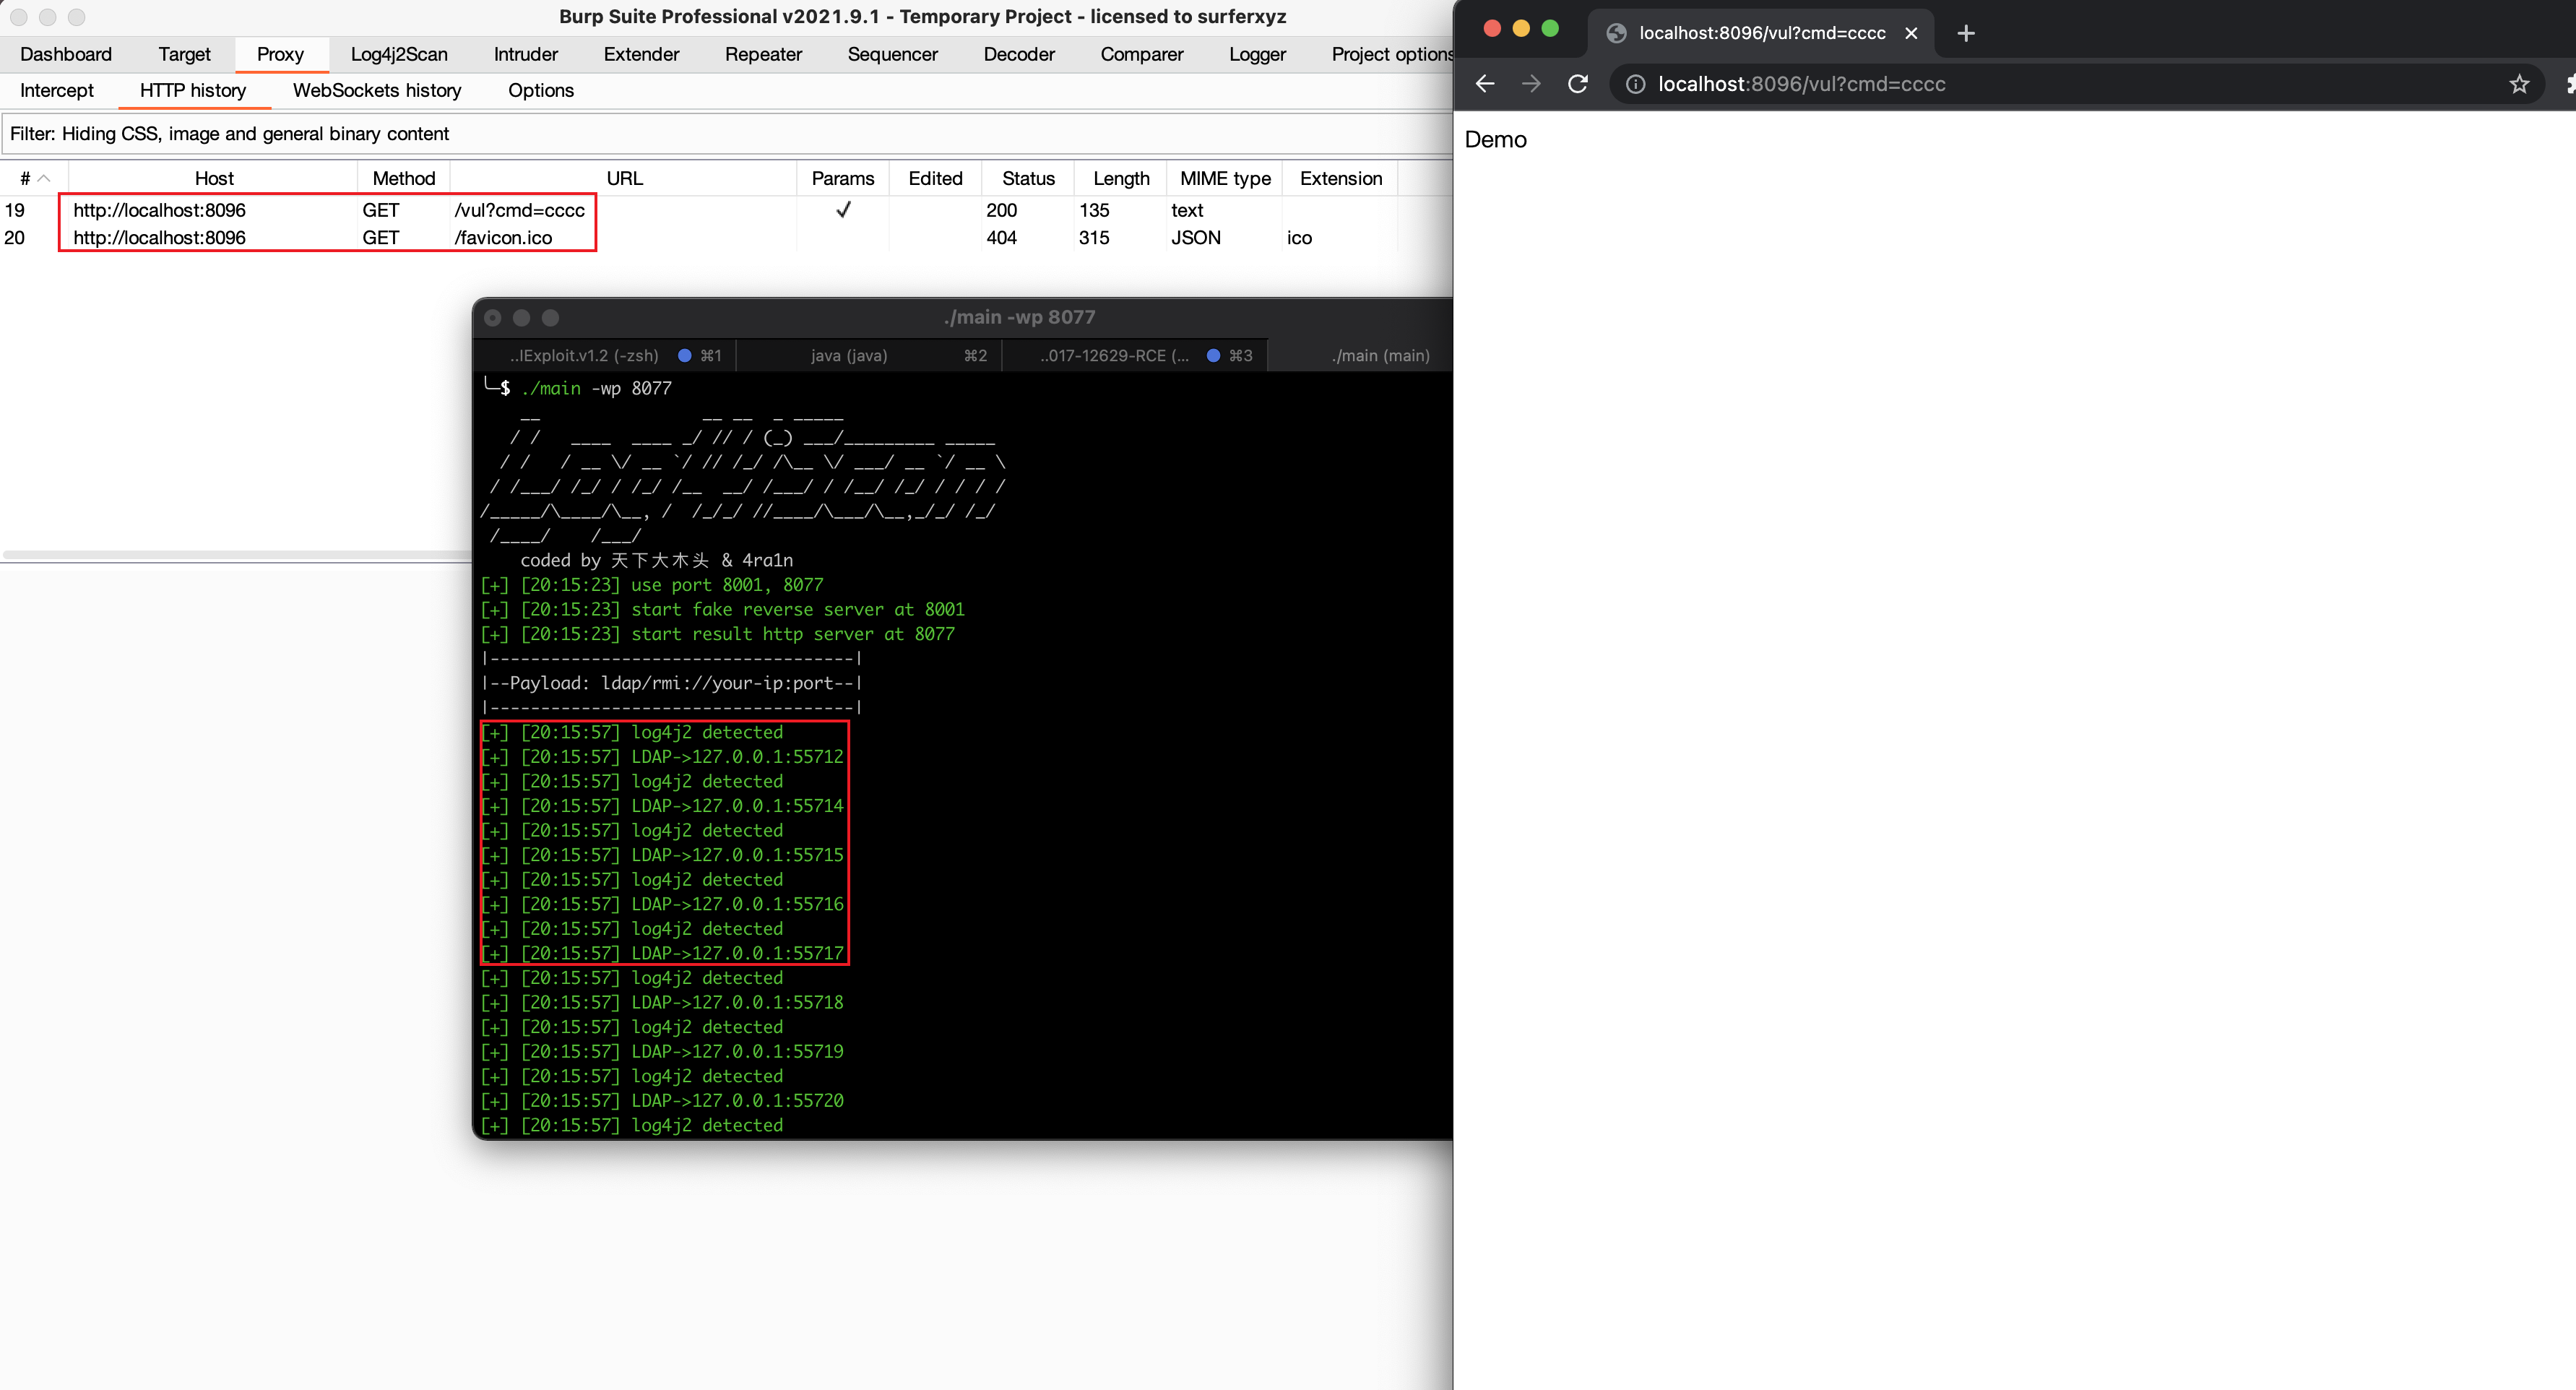 Burp Suite Professional v2021.9.1 - Temporary Project - licensed to surferxyz
Dashboard Target Proxy Log4j2Scan Intruder Extender Repeater Sequencer Decoder Comparer Logger Project options
Intercept HTTP history WebSockets history Options
Filter: Hiding CSS, image and general binary content
# Host Method URL Params Edited Status Length MIME type Extension
19 http://localhost:8096 GET /vul?cmd=cccc ✓ 200 135 text
20 http://localhost:8096 GET /favicon.ico 404 315 JSON ico
./main -wp 8077
..lExploit.v1.2 (-zsh) ⌘1 java (java) ⌘2 ..017-12629-RCE (... ⌘3 ./main (main)
╰─$ ./main -wp 8077
Log4j2Scan
coded by 天下大木头 & 4ra1n
[+] [20:15:23] use port 8001, 8077
[+] [20:15:23] start fake reverse server at 8001
[+] [20:15:23] start result http server at 8077
|------------------------------------|
|--Payload: ldap/rmi://your-ip:port--|
|------------------------------------|
[+] [20:15:57] log4j2 detected
[+] [20:15:57] LDAP->127.0.0.1:55712
[+] [20:15:57] log4j2 detected
[+] [20:15:57] LDAP->127.0.0.1:55714
[+] [20:15:57] log4j2 detected
[+] [20:15:57] LDAP->127.0.0.1:55715
[+] [20:15:57] log4j2 detected
[+] [20:15:57] LDAP->127.0.0.1:55716
[+] [20:15:57] log4j2 detected
[+] [20:15:57] LDAP->127.0.0.1:55717
[+] [20:15:57] log4j2 detected
[+] [20:15:57] LDAP->127.0.0.1:55718
[+] [20:15:57] log4j2 detected
[+] [20:15:57] LDAP->127.0.0.1:55719
[+] [20:15:57] log4j2 detected
[+] [20:15:57] LDAP->127.0.0.1:55720
[+] [20:15:57] log4j2 detected
localhost:8096/vul?cmd=cccc
localhost:8096/vul?cmd=cccc
Demo